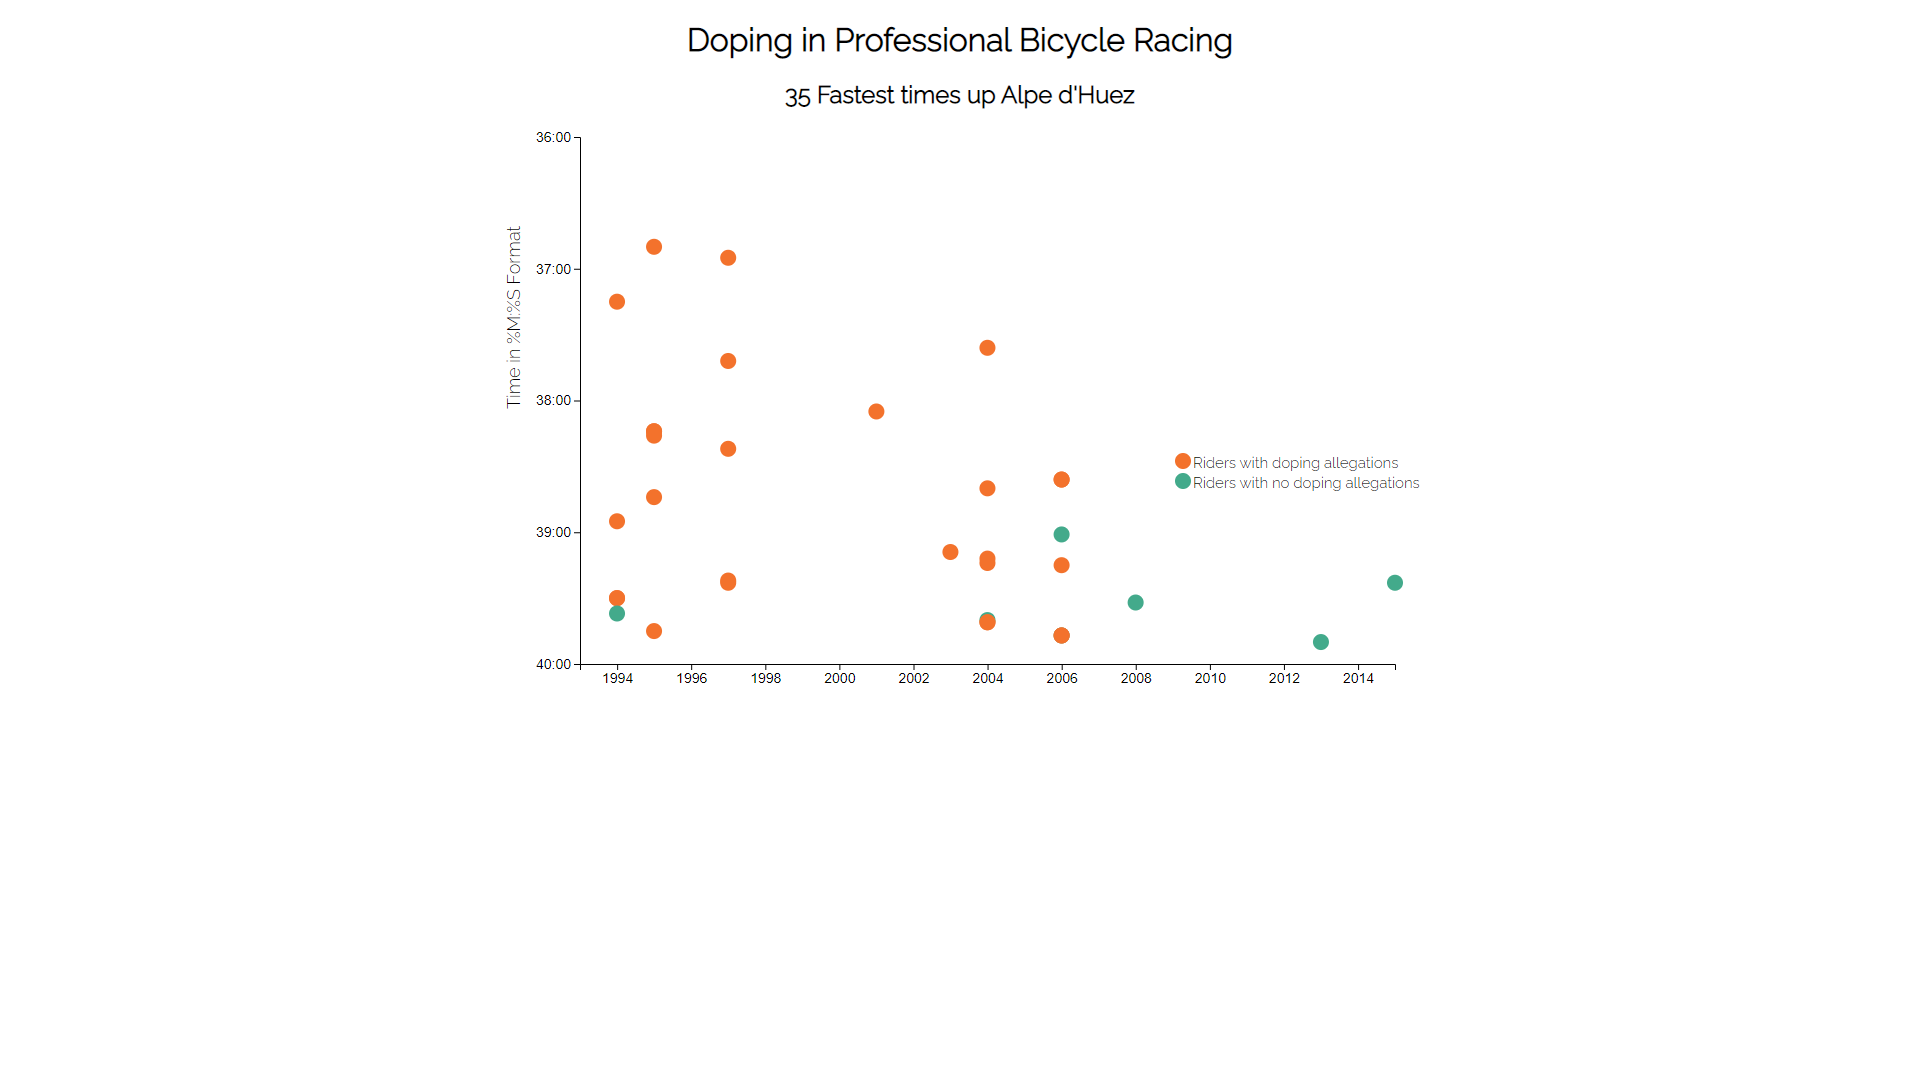 Doping in Professional Bicycle Racing
35 Fastest times up Alpe d'Huez
Time in %M:%S Format
36:00
37:00
38:00
39:00
40:00
Riders with doping allegations
Riders with no doping allegations
1994 1996 1998 2000 2002 2004 2006 2008 2010 2012 2014